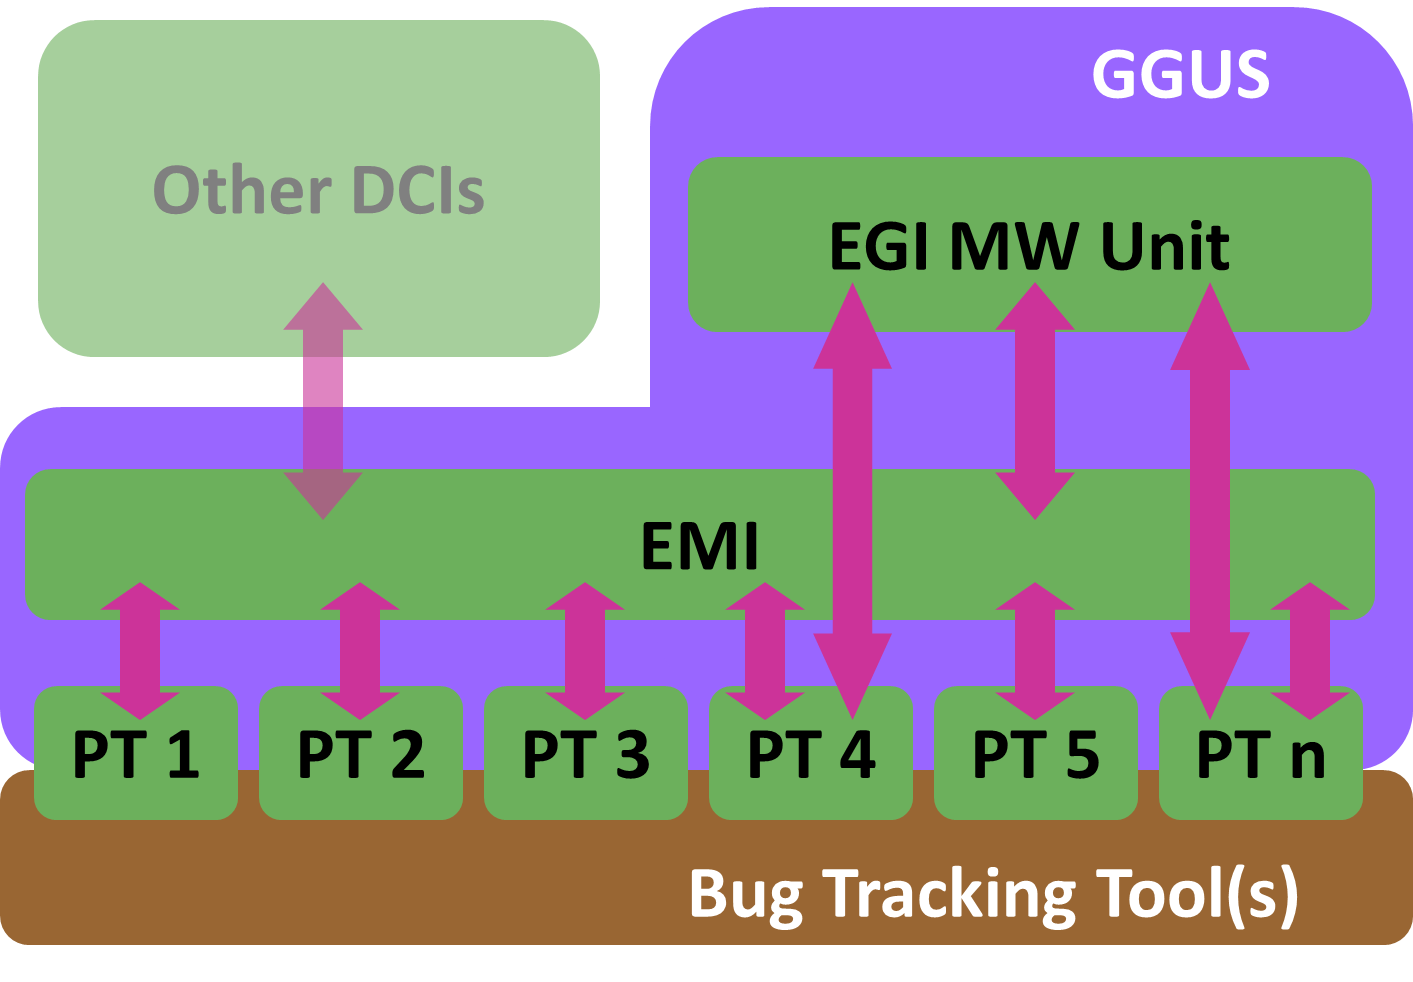 GGUS
Other DCIs
EGI MW Unit
EMI
PT 1
PT 2
PT 3
PT 4
PT 5
PT n
Bug Tracking Tool(s)